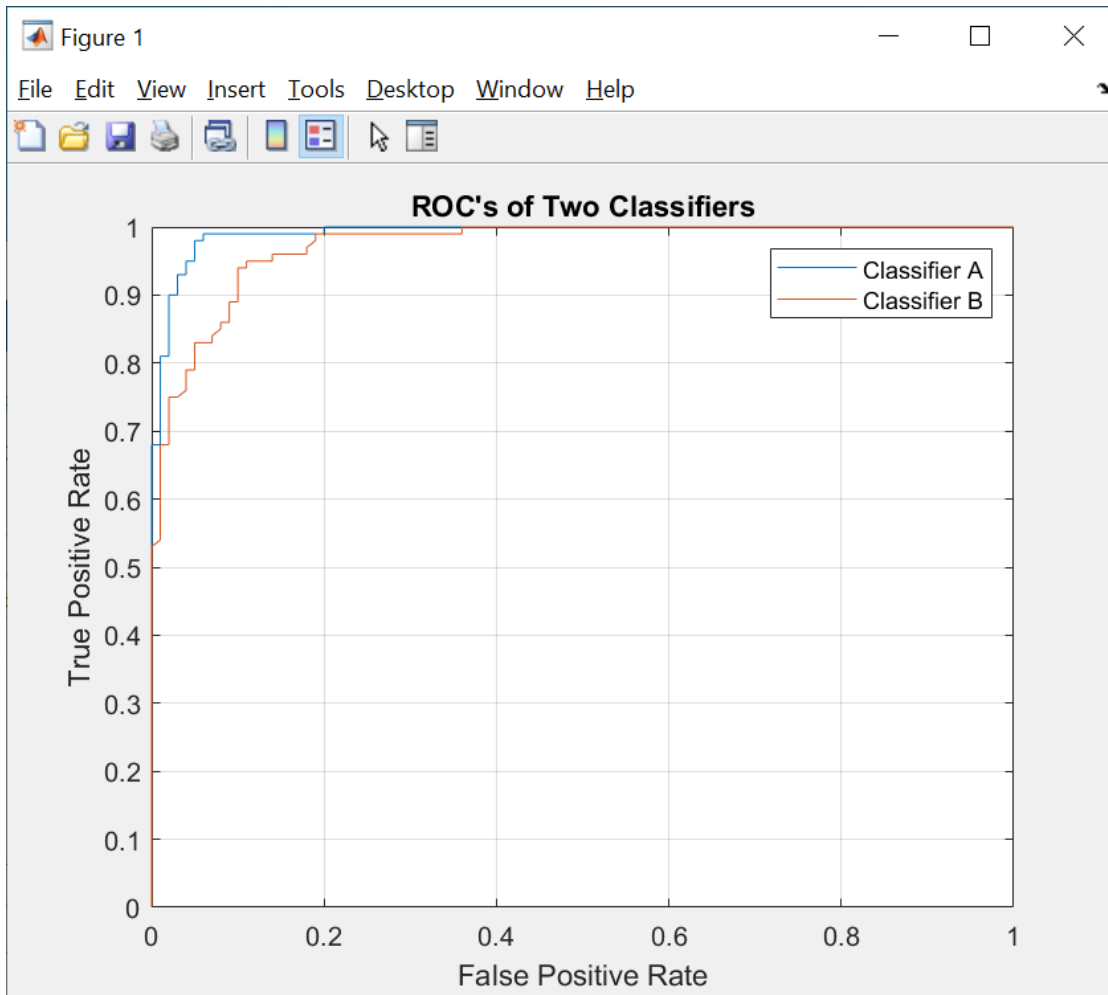 Figure 1
File Edit View Insert Tools Desktop Window Help
ROC's of Two Classifiers
1
0.9
0.8
0.7
0.6
0.5
0.4
0.3
0.2
0.1
0
True Positive Rate
Classifier A
Classifier B
0 0.2 0.4 0.6 0.8 1
False Positive Rate